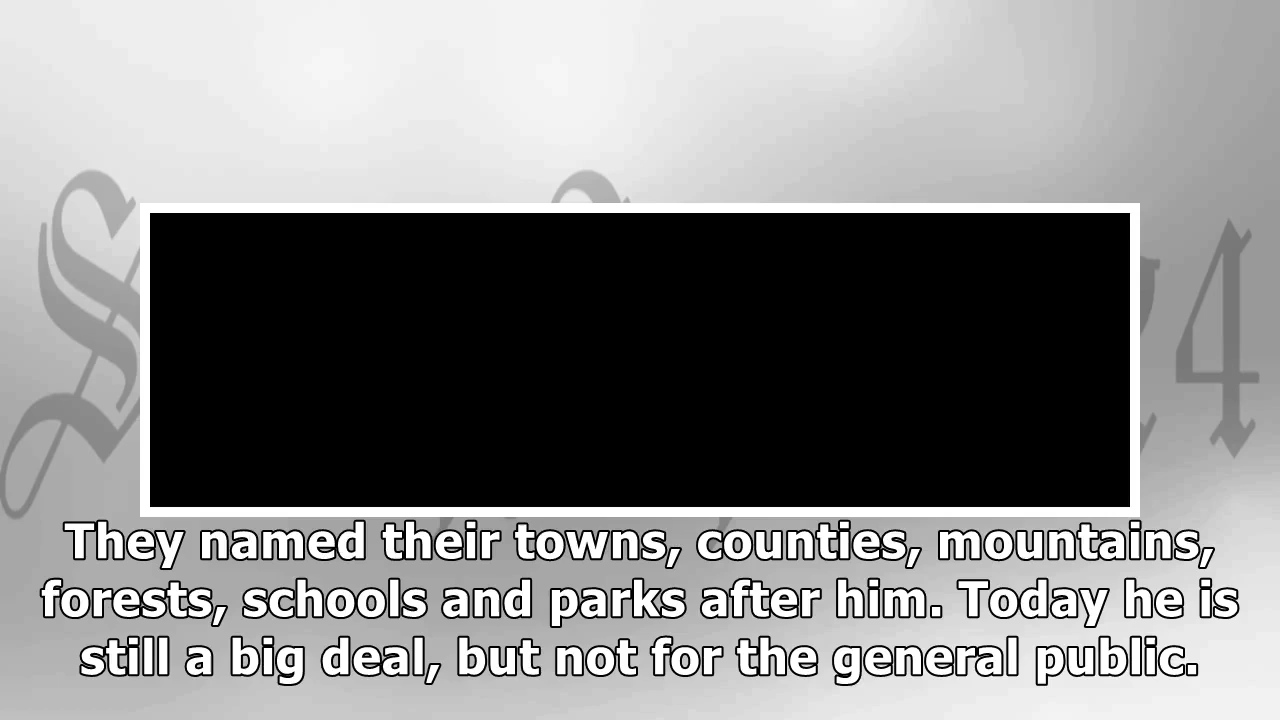 They named their towns, counties, mountains,
forests, schools and parks after him. Today he is
still a big deal, but not for the general public.